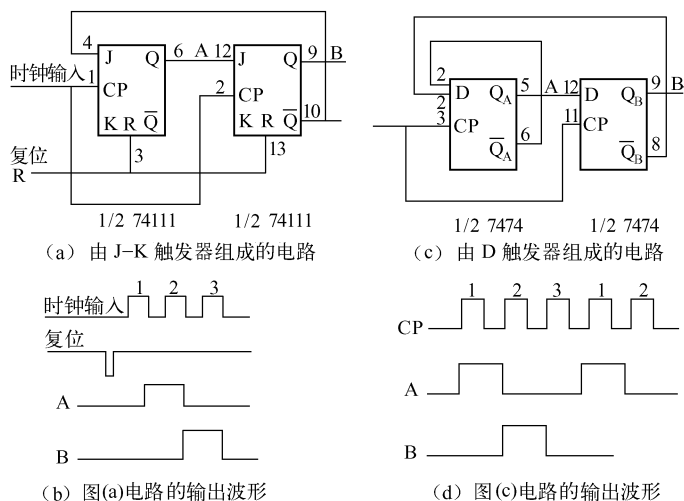 4 J Q 6 A 12 J Q 9 B
时钟输入 1 CP 2 CP
K R Q̅ K R Q̅ 10
复位 R 3 13
1/2 74111 1/2 74111
(a) 由 J-K 触发器组成的电路
2 D Q_A 5 A 12 D Q_B 9 B
2
3 CP 11 CP
Q̅_A 6 Q̅_B 8
1/2 7474 1/2 7474
(c) 由 D 触发器组成的电路
1 2 3
时钟输入
复位
A
B
(b) 图(a)电路的输出波形
1 2 3 1 2
CP
A
B
(d) 图(c)电路的输出波形